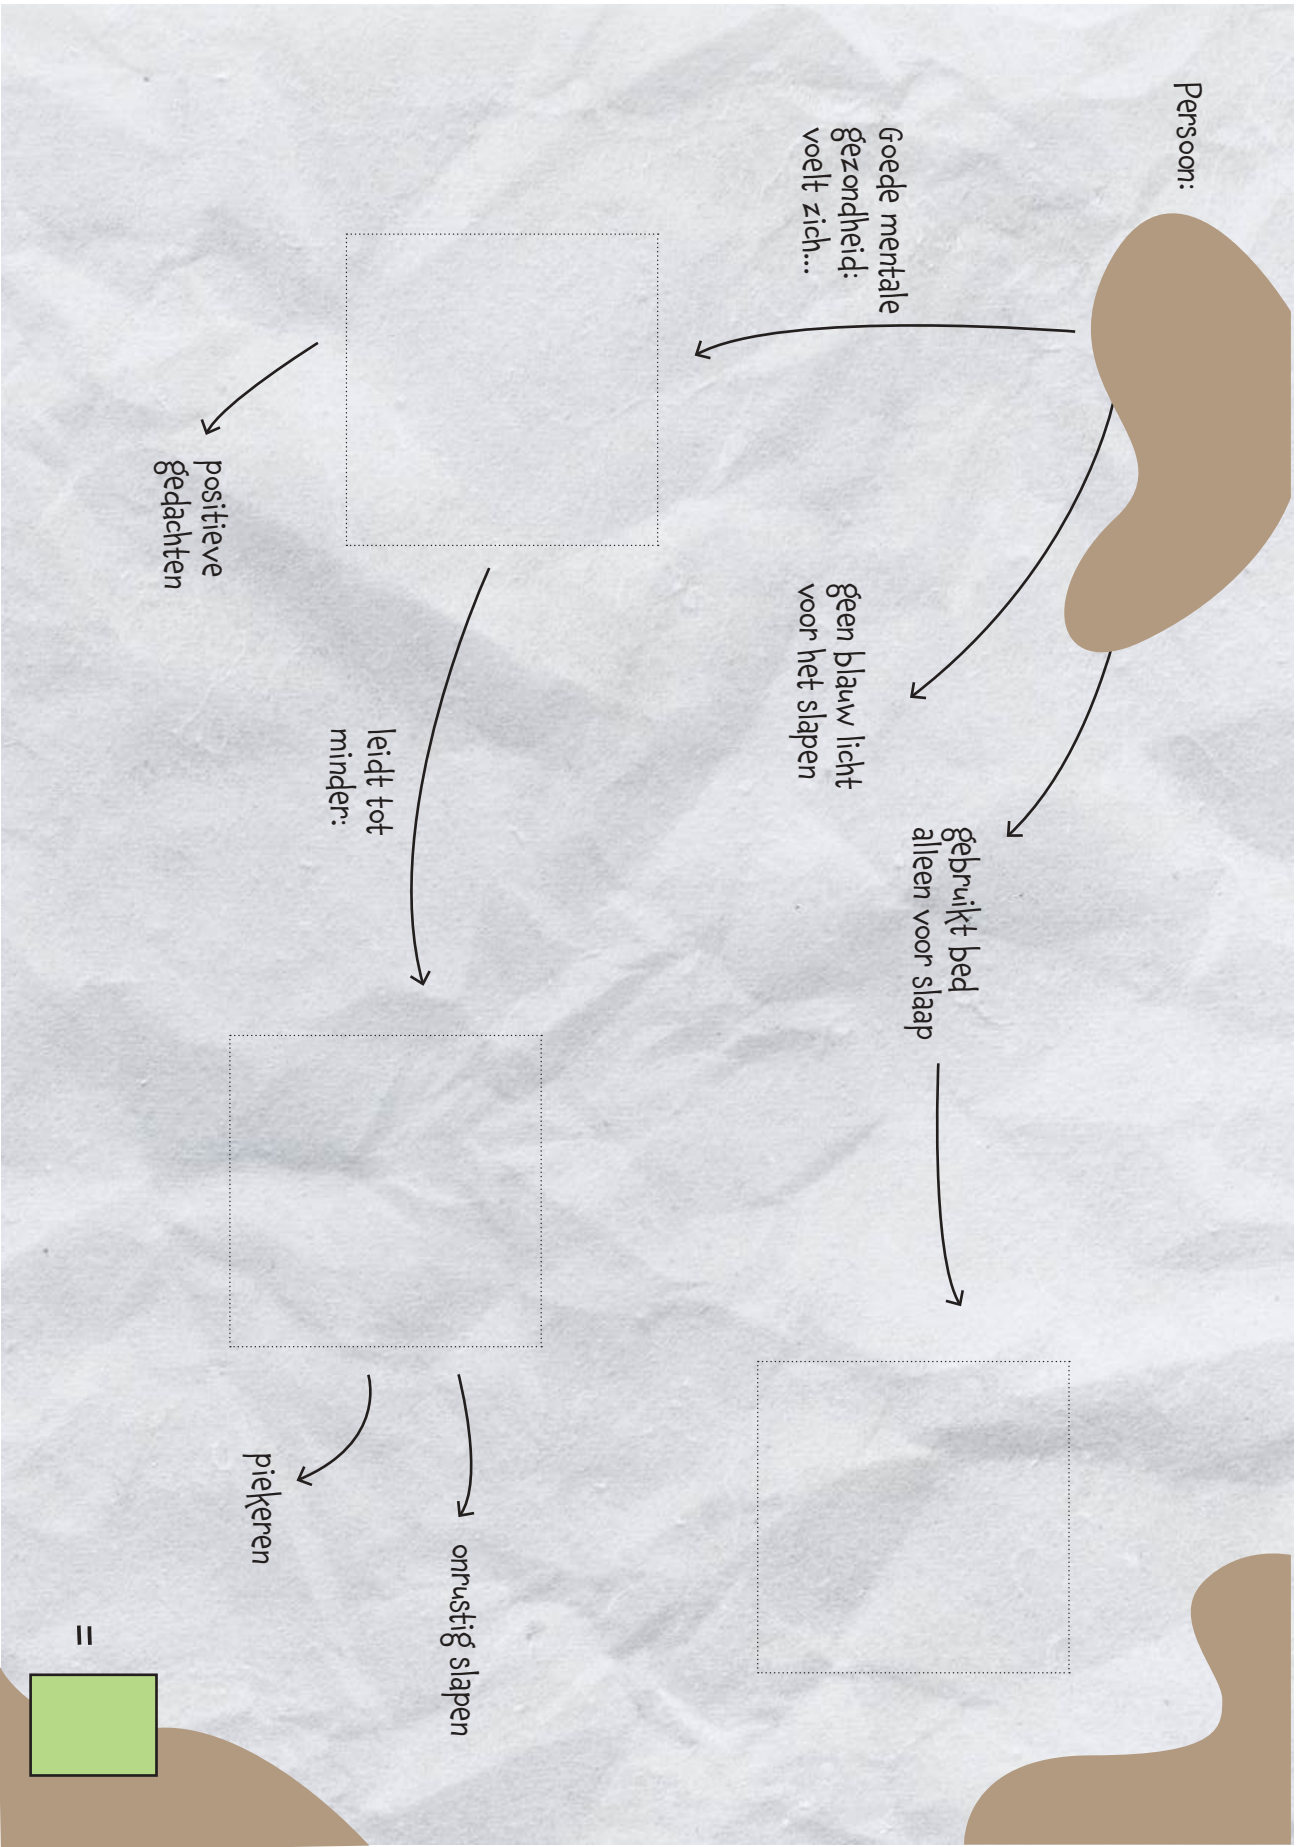 Persoon:
Goede mentale
gezondheid:
voelt zich...
geen blauw licht
voor het slapen
gebruikt bed
alleen voor slaap
positieve
gedachten
leidt tot
minder:
onrustig slapen
piekeren
=